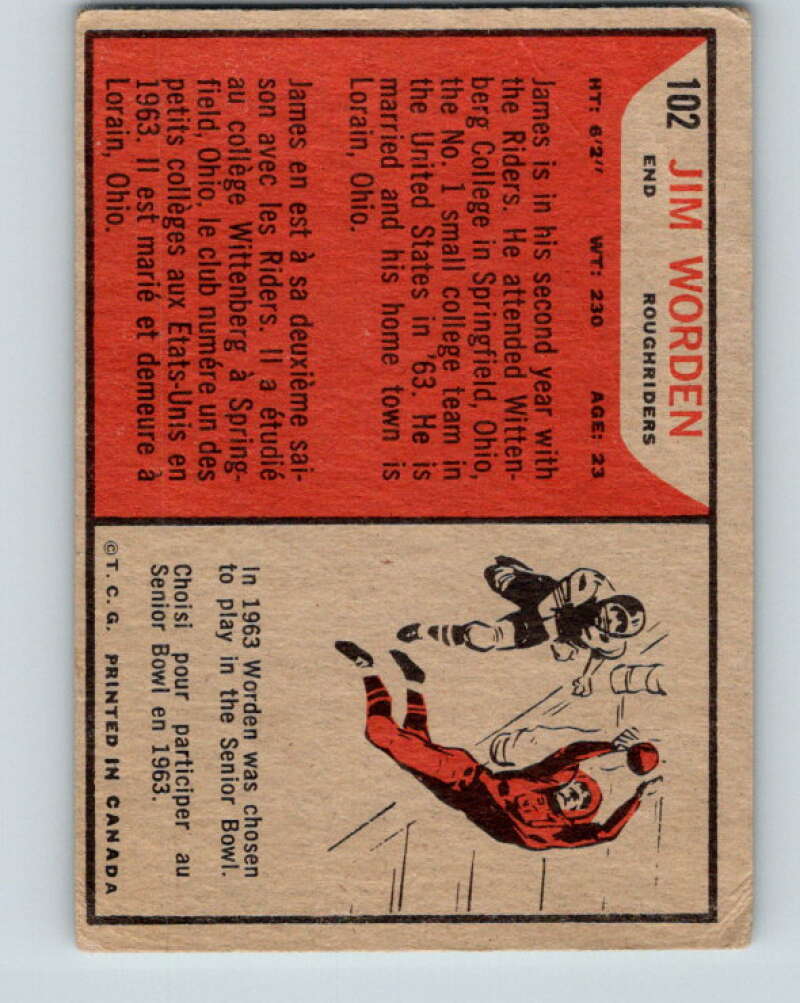 102 JIM WORDEN
END ROUGHRIDERS
HT: 6'2" WT: 230 AGE: 23
James is in his second year with
the Riders. He attended Witten-
berg College in Springfield, Ohio,
the No. 1 small college team in
the United States in '63. He is
married and his home town is
Lorain, Ohio.
James en est à sa deuxième sai-
son avec les Riders. Il a étudié
au collège Wittenberg à Spring-
field, Ohio, le club numére un des
petits collèges aux Etats-Unis en
1963. Il est marié et demeure à
Lorain, Ohio.
In 1963 Worden was chosen
to play in the Senior Bowl.
Choisi pour participer au
Senior Bowl en 1963.
©T. C. G. PRINTED IN CANADA